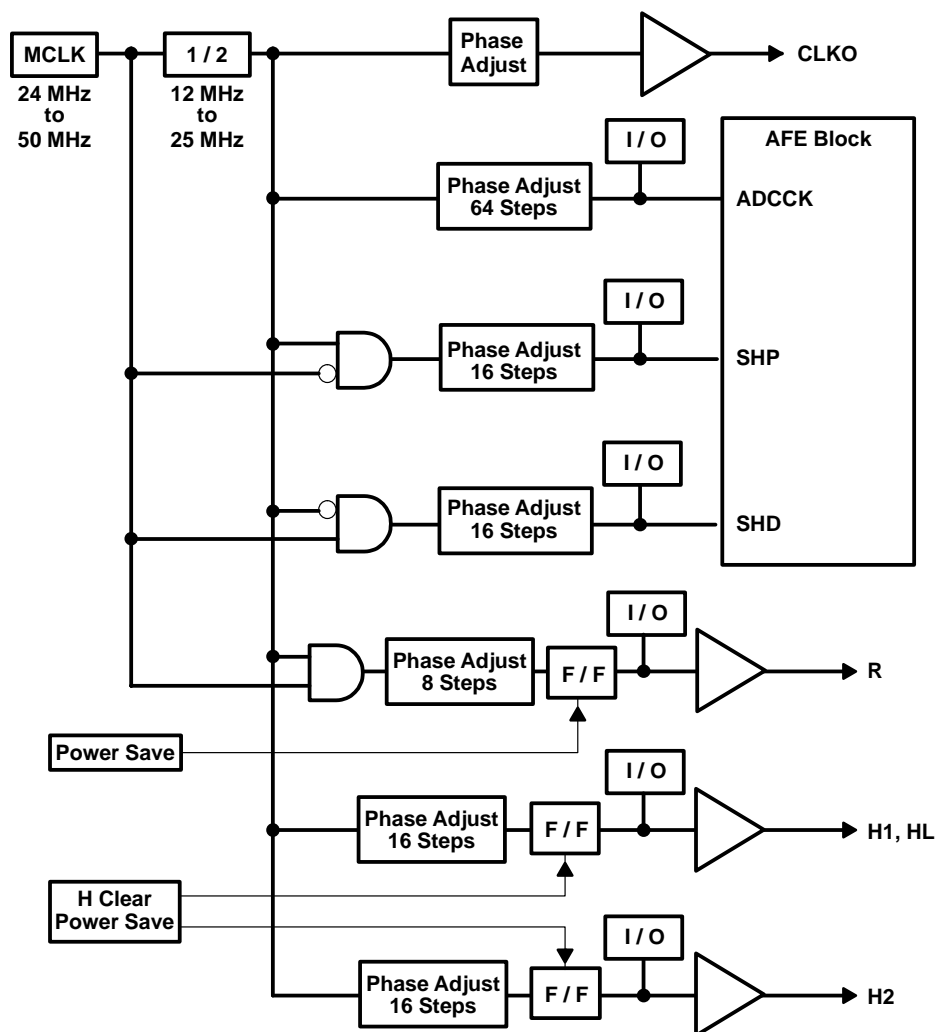 MCLK
24 MHz
to
50 MHz
1 / 2
12 MHz
to
25 MHz
Phase
Adjust
CLKO
I / O
AFE Block
Phase Adjust
64 Steps
ADCCK
I / O
Phase Adjust
16 Steps
SHP
I / O
Phase Adjust
16 Steps
SHD
I / O
Phase Adjust
8 Steps
F / F
R
Power Save
I / O
Phase Adjust
16 Steps
F / F
H1, HL
H Clear
Power Save
I / O
Phase Adjust
16 Steps
F / F
H2